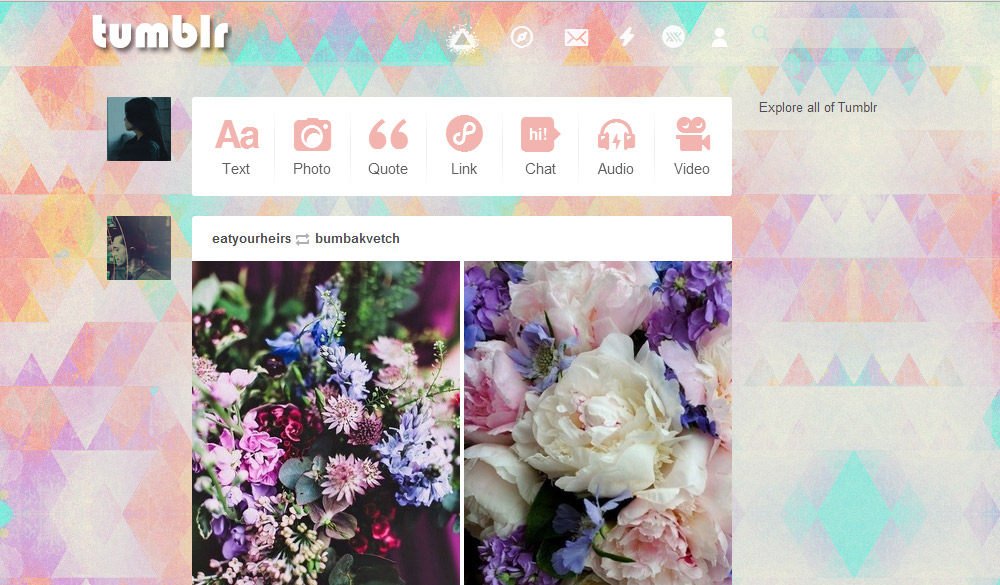 tumblr
Explore all of Tumblr
Aa
hi!
Text
Photo
Quote
Link
Chat
Audio
Video
eatyourheirs bumbakvetch